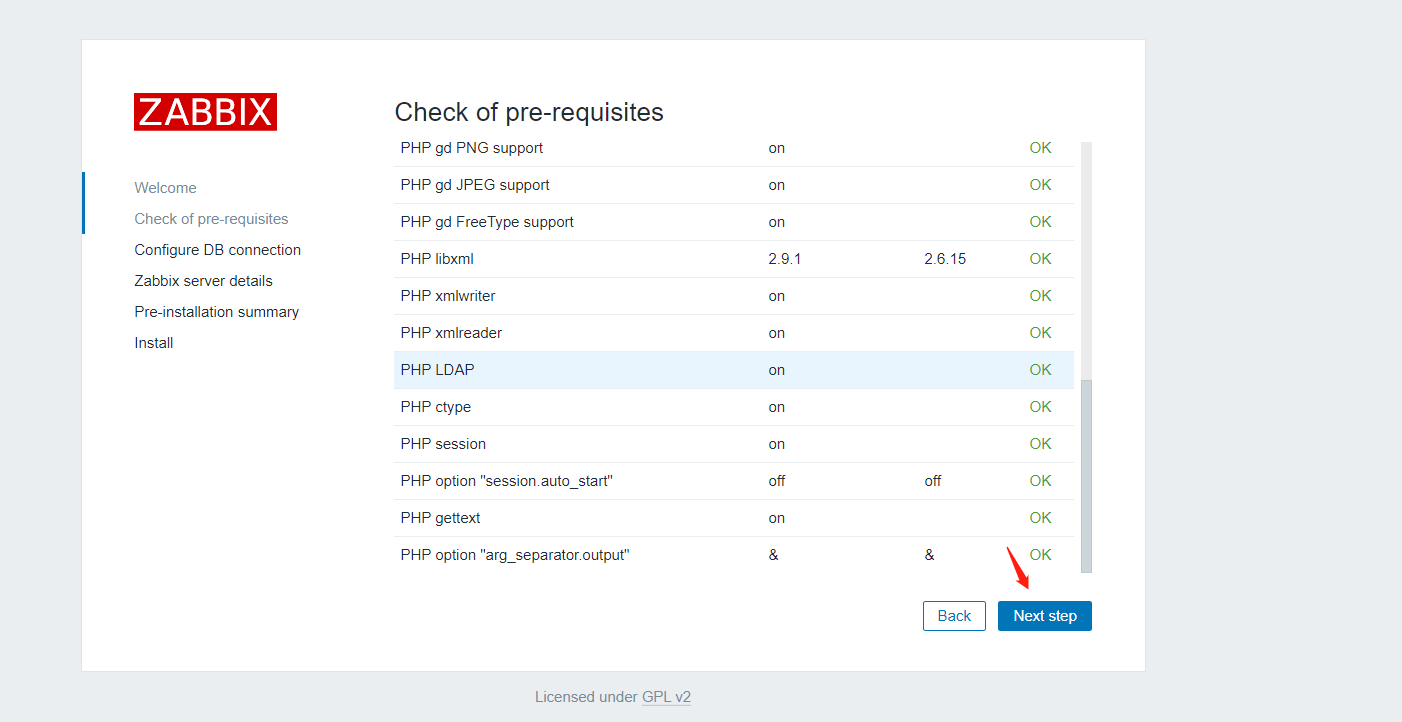 ZABBIX
Welcome
Check of pre-requisites
Configure DB connection
Zabbix server details
Pre-installation summary
Install
Check of pre-requisites
PHP gd PNG support on OK
PHP gd JPEG support on OK
PHP gd FreeType support on OK
PHP libxml 2.9.1 2.6.15 OK
PHP xmlwriter on OK
PHP xmlreader on OK
PHP LDAP on OK
PHP ctype on OK
PHP session on OK
PHP option "session.auto_start" off off OK
PHP gettext on OK
PHP option "arg_separator.output" & & OK
Back Next step
Licensed under GPL v2